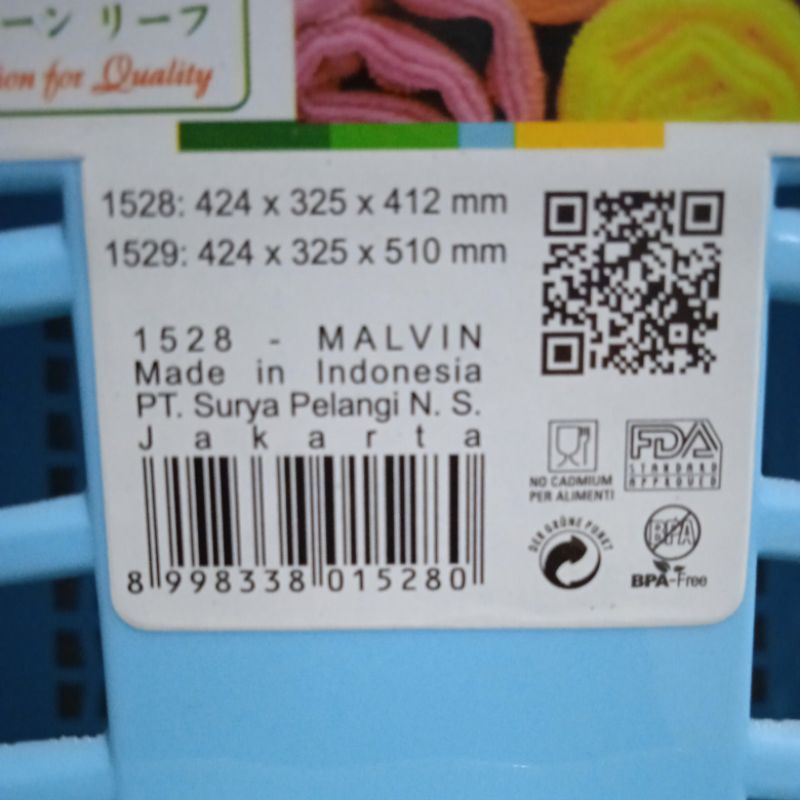 ーン リーフ
ion for Quality
1528: 424 x 325 x 412 mm
1529: 424 x 325 x 510 mm
1528 - MALVIN
Made in Indonesia
PT. Surya Pelangi N. S.
Jakarta
8 998338 015280
NO CADMIUM
PER ALIMENTI
FDA
STANDARD
APPROVED
DER GRÜNE PUNKT
BPA
BPA-Free